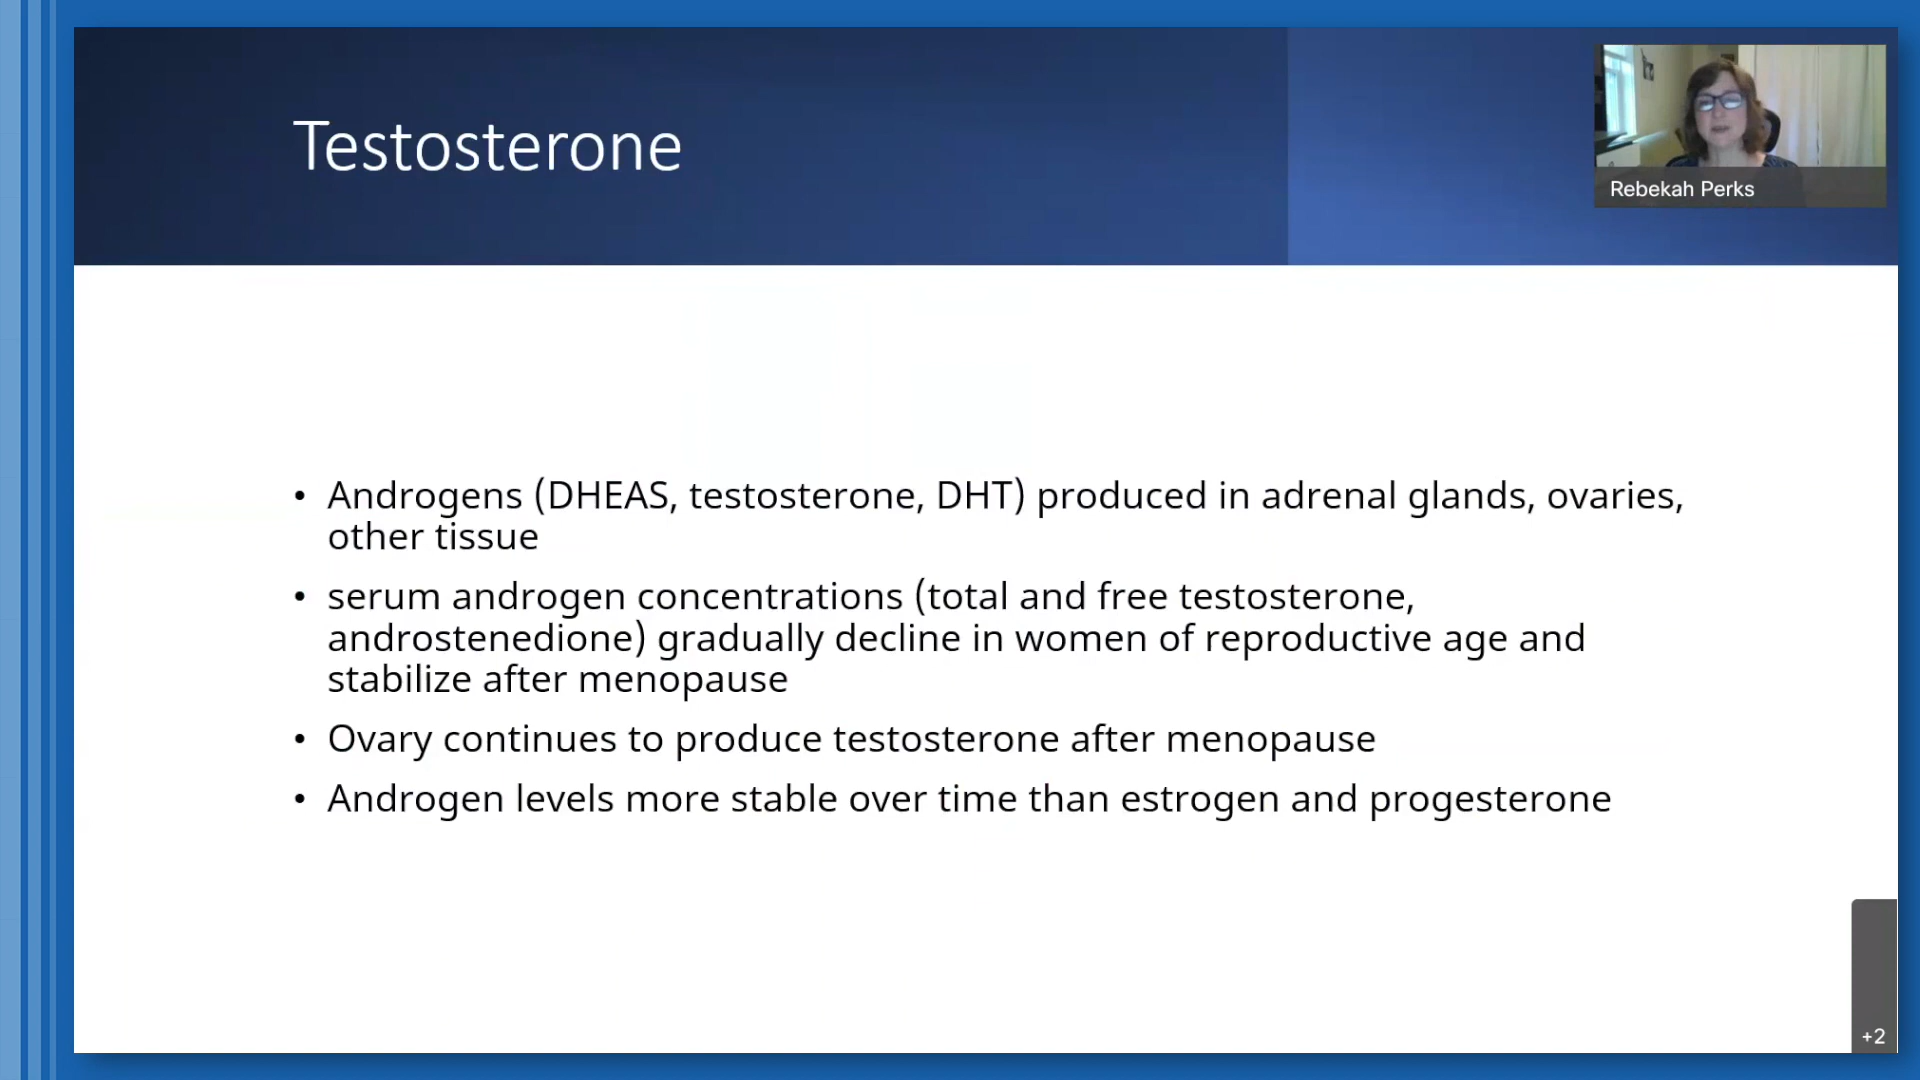 Testosterone
Rebekah Perks
• Androgens (DHEAS, testosterone, DHT) produced in adrenal glands, ovaries,
other tissue
• serum androgen concentrations (total and free testosterone,
androstenedione) gradually decline in women of reproductive age and
stabilize after menopause
• Ovary continues to produce testosterone after menopause
• Androgen levels more stable over time than estrogen and progesterone
+2